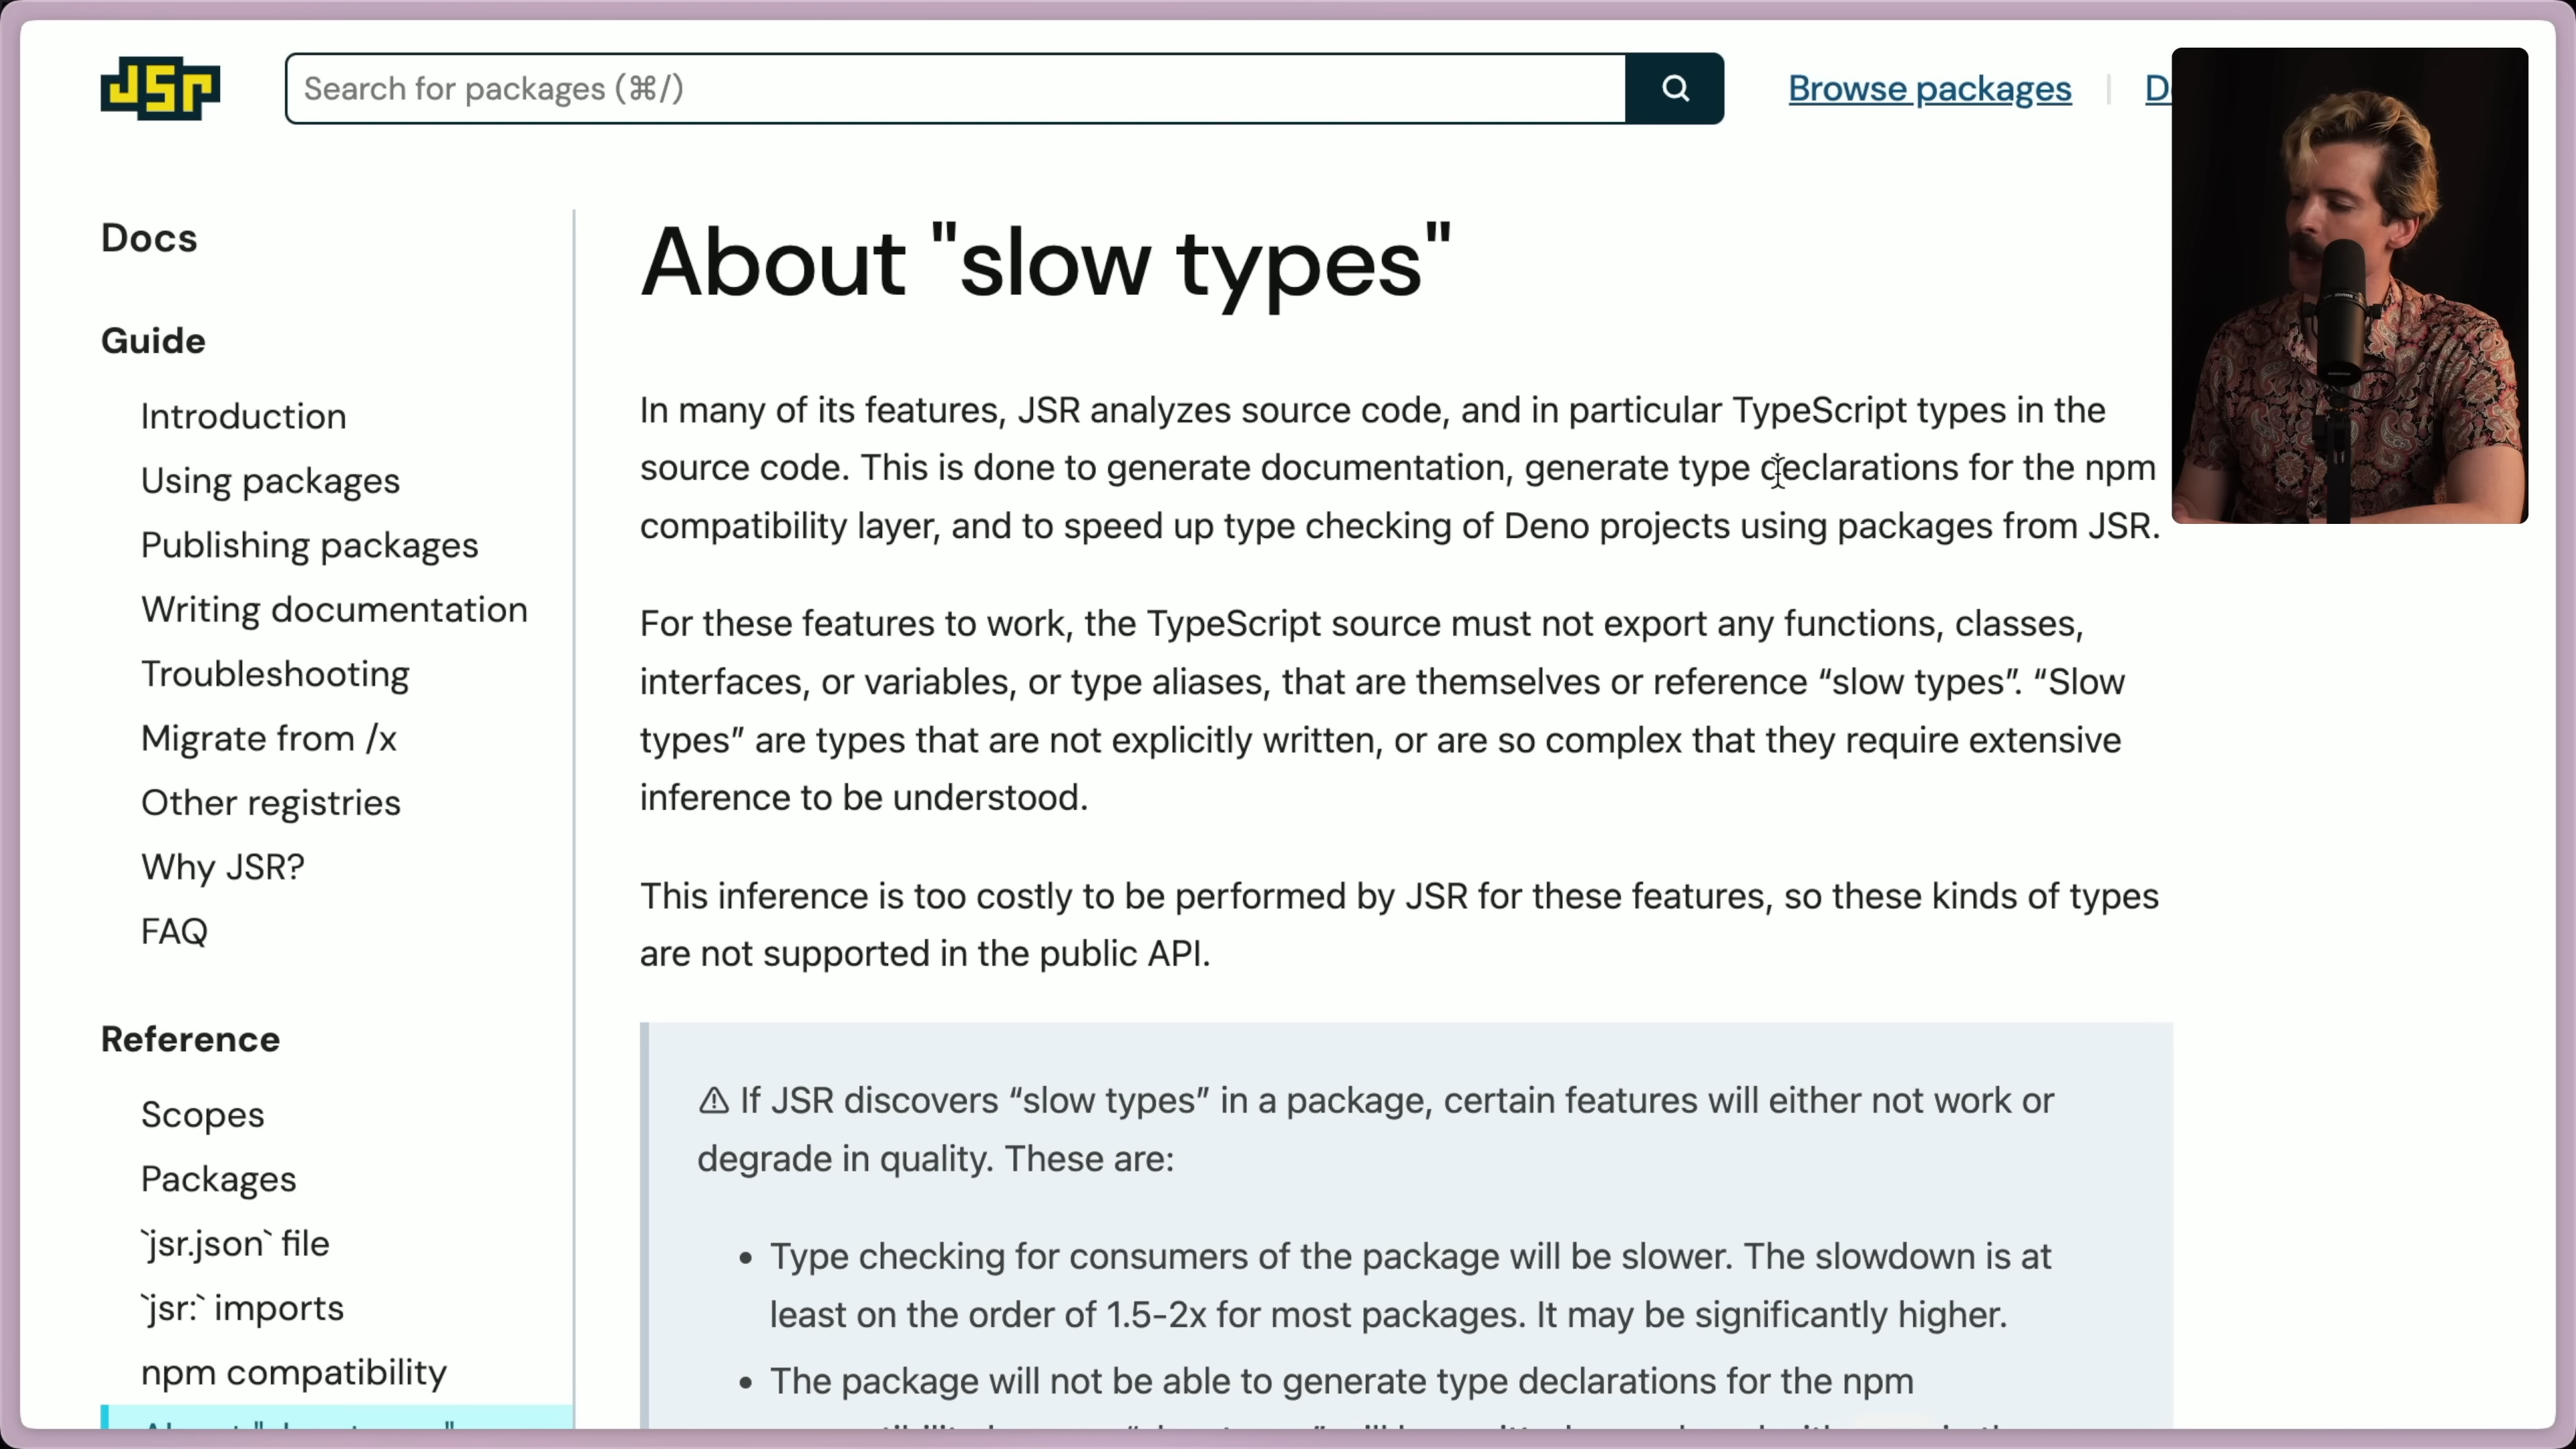 JSR
Search for packages (⌘/)
Browse packages
Docs
Guide
Introduction
Using packages
Publishing packages
Writing documentation
Troubleshooting
Migrate from /x
Other registries
Why JSR?
FAQ
Reference
Scopes
Packages
`jsr.json` file
`jsr:` imports
npm compatibility
About "slow types"
In many of its features, JSR analyzes source code, and in particular TypeScript types in the
source code. This is done to generate documentation, generate type declarations for the npm
compatibility layer, and to speed up type checking of Deno projects using packages from JSR.
For these features to work, the TypeScript source must not export any functions, classes,
interfaces, or variables, or type aliases, that are themselves or reference “slow types”. “Slow
types” are types that are not explicitly written, or are so complex that they require extensive
inference to be understood.
This inference is too costly to be performed by JSR for these features, so these kinds of types
are not supported in the public API.
⚠ If JSR discovers “slow types” in a package, certain features will either not work or
degrade in quality. These are:
• Type checking for consumers of the package will be slower. The slowdown is at
least on the order of 1.5-2x for most packages. It may be significantly higher.
• The package will not be able to generate type declarations for the npm